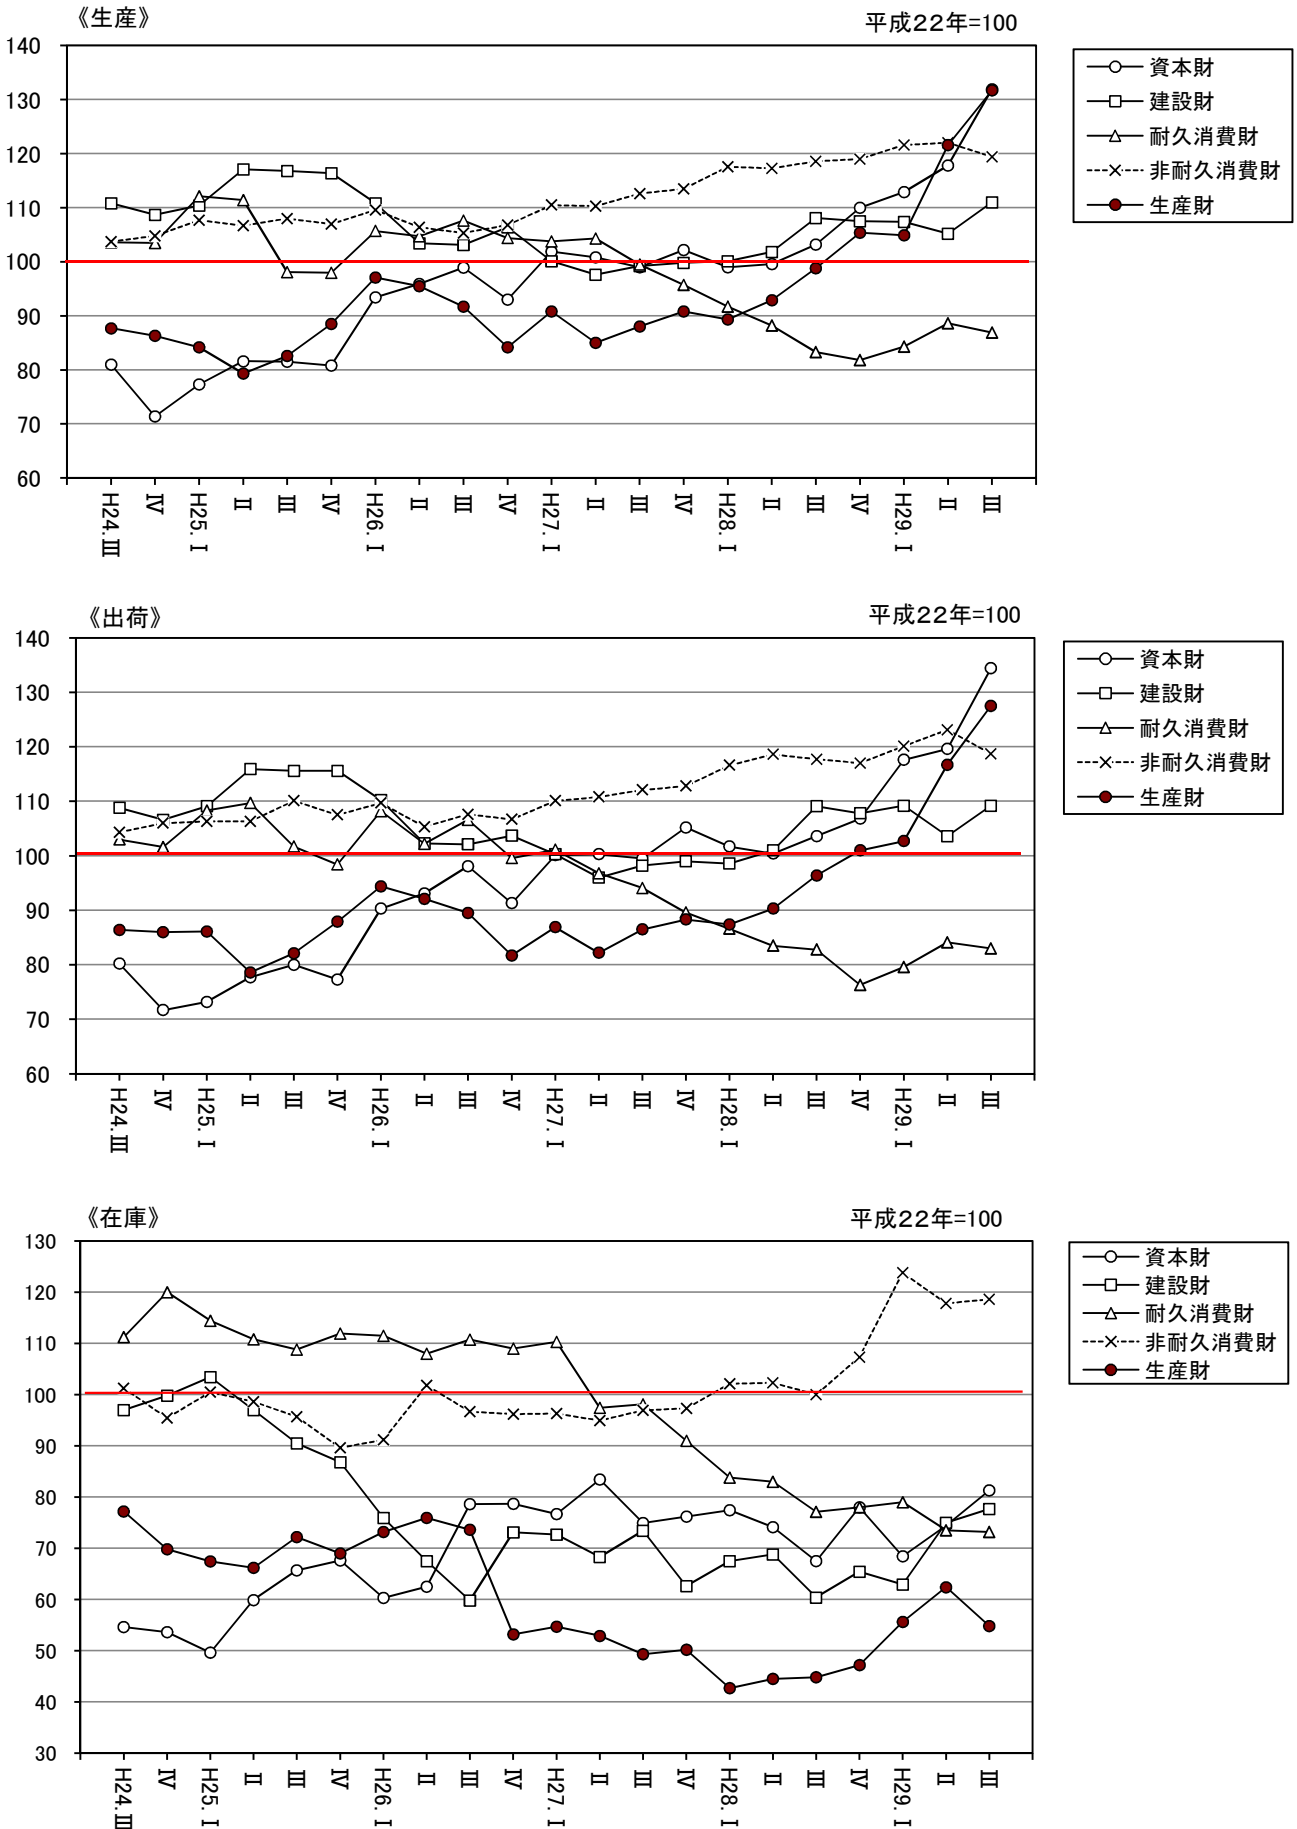 《生産》
平成２２年=100
140
130
120
110
100
90
80
70
60
H24.Ⅲ
Ⅳ
H25.Ⅰ
Ⅱ
Ⅲ
Ⅳ
H26.Ⅰ
Ⅱ
Ⅲ
Ⅳ
H27.Ⅰ
Ⅱ
Ⅲ
Ⅳ
H28.Ⅰ
Ⅱ
Ⅲ
Ⅳ
H29.Ⅰ
Ⅱ
Ⅲ
資本財
建設財
耐久消費財
非耐久消費財
生産財
《出荷》
平成２２年=100
140
130
120
110
100
90
80
70
60
H24.Ⅲ
Ⅳ
H25.Ⅰ
Ⅱ
Ⅲ
Ⅳ
H26.Ⅰ
Ⅱ
Ⅲ
Ⅳ
H27.Ⅰ
Ⅱ
Ⅲ
Ⅳ
H28.Ⅰ
Ⅱ
Ⅲ
Ⅳ
H29.Ⅰ
Ⅱ
Ⅲ
資本財
建設財
耐久消費財
非耐久消費財
生産財
《在庫》
平成２２年=100
130
120
110
100
90
80
70
60
50
40
30
H24.Ⅲ
Ⅳ
H25.Ⅰ
Ⅱ
Ⅲ
Ⅳ
H26.Ⅰ
Ⅱ
Ⅲ
Ⅳ
H27.Ⅰ
Ⅱ
Ⅲ
Ⅳ
H28.Ⅰ
Ⅱ
Ⅲ
Ⅳ
H29.Ⅰ
Ⅱ
Ⅲ
資本財
建設財
耐久消費財
非耐久消費財
生産財